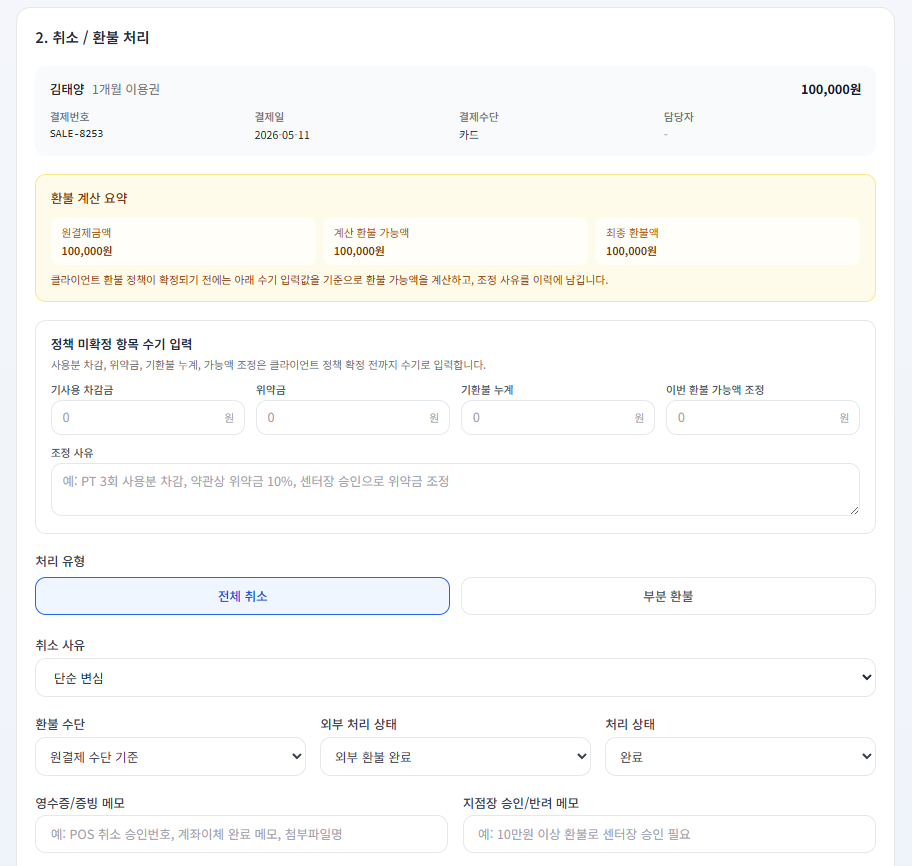 2. 취소 / 환불 처리
김태양 1개월 이용권 100,000원
결제번호 결제일 결제수단 담당자
SALE-8253 2026-05-11 카드 -
환불 계산 요약
원결제금액 계산 환불 가능액 최종 환불액
100,000원 100,000원 100,000원
클라이언트 환불 정책이 확정되기 전에는 아래 수기 입력값을 기준으로 환불 가능액을 계산하고, 조정 사유를 이력에 남깁니다.
정책 미확정 항목 수기 입력
사용분 차감, 위약금, 기환불 누계, 가능액 조정은 클라이언트 정책 확정 전까지 수기로 입력합니다.
기사용 차감금 위약금 기환불 누계 이번 환불 가능액 조정
0 원 0 원 0 원 0 원
조정 사유
예: PT 3회 사용분 차감, 약관상 위약금 10%, 센터장 승인으로 위약금 조정
처리 유형
전체 취소 부분 환불
취소 사유
단순 변심
환불 수단 외부 처리 상태 처리 상태
원결제 수단 기준 외부 환불 완료 완료
영수증/증빙 메모 지점장 승인/반려 메모
예: POS 취소 승인번호, 계좌이체 완료 메모, 첨부파일명 예: 10만원 이상 환불로 센터장 승인 필요